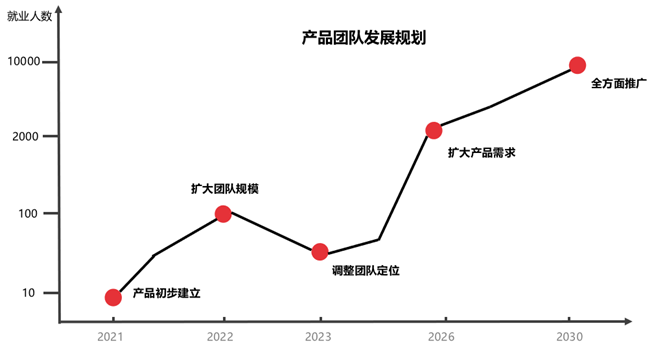 就业人数
产品团队发展规划
10000
全方面推广
2000
扩大产品需求
扩大团队规模
100
调整团队定位
10
产品初步建立
2021
2022
2023
2026
2030